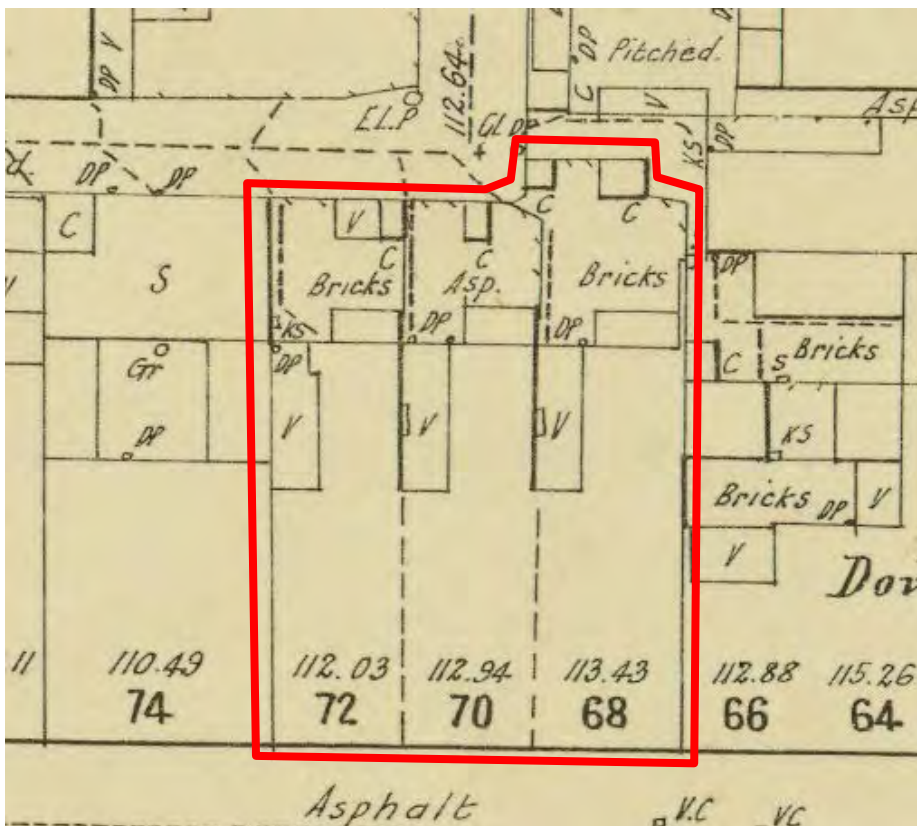 DP V
DP
C
Pitched.
V
112.64
EL.P
GL DP
KS
DP
Asp
DP
DP
C
S
V
C
Bricks
C
Asp.
C
C
Bricks
DP
KS
DP
DP
DP
Gr
DP
V
V
V
Bricks
C
S
KS
Bricks
DP
V
V
Dov
11
110.49
112.03
112.94
113.43
112.88
115.26
74
72
70
68
66
64
Asphalt
V.C
VC